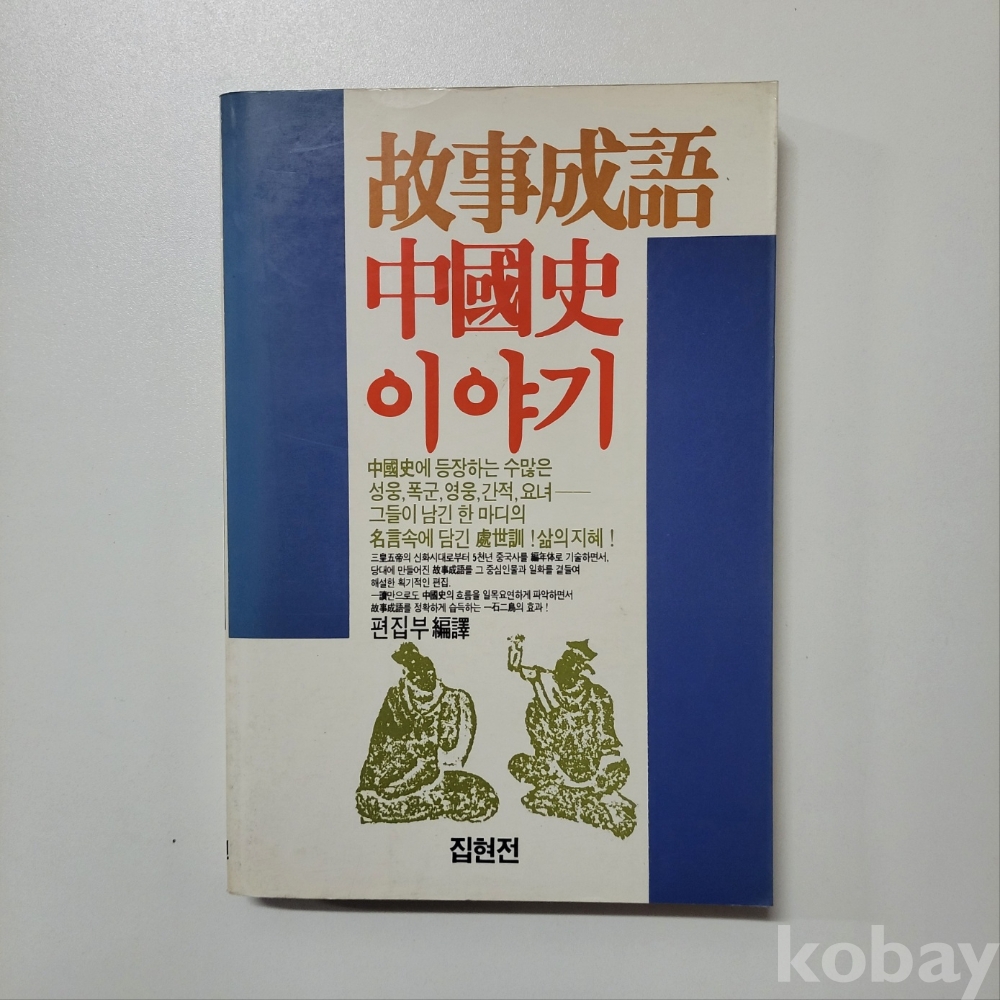 故事成語
中國史
이야기
中國史에 등장하는 수많은
성웅,폭군,영웅,간적,요녀──
그들이 남긴 한 마디의
名言속에 담긴 處世訓!삶의지혜!
三皇五帝의 신화시대로부터 5천년 중국사를 編年体로 기술하면서,
당대에 만들어진 故事成語를 그 중심인물과 일화를 곁들여
해설한 획기적인 편집.
一讀만으로도 中國史의 흐름을 일목요연하게 파악하면서
故事成語를 정확하게 습득하는 一石二鳥의 효과!
편집부 編譯
집현전
kobay